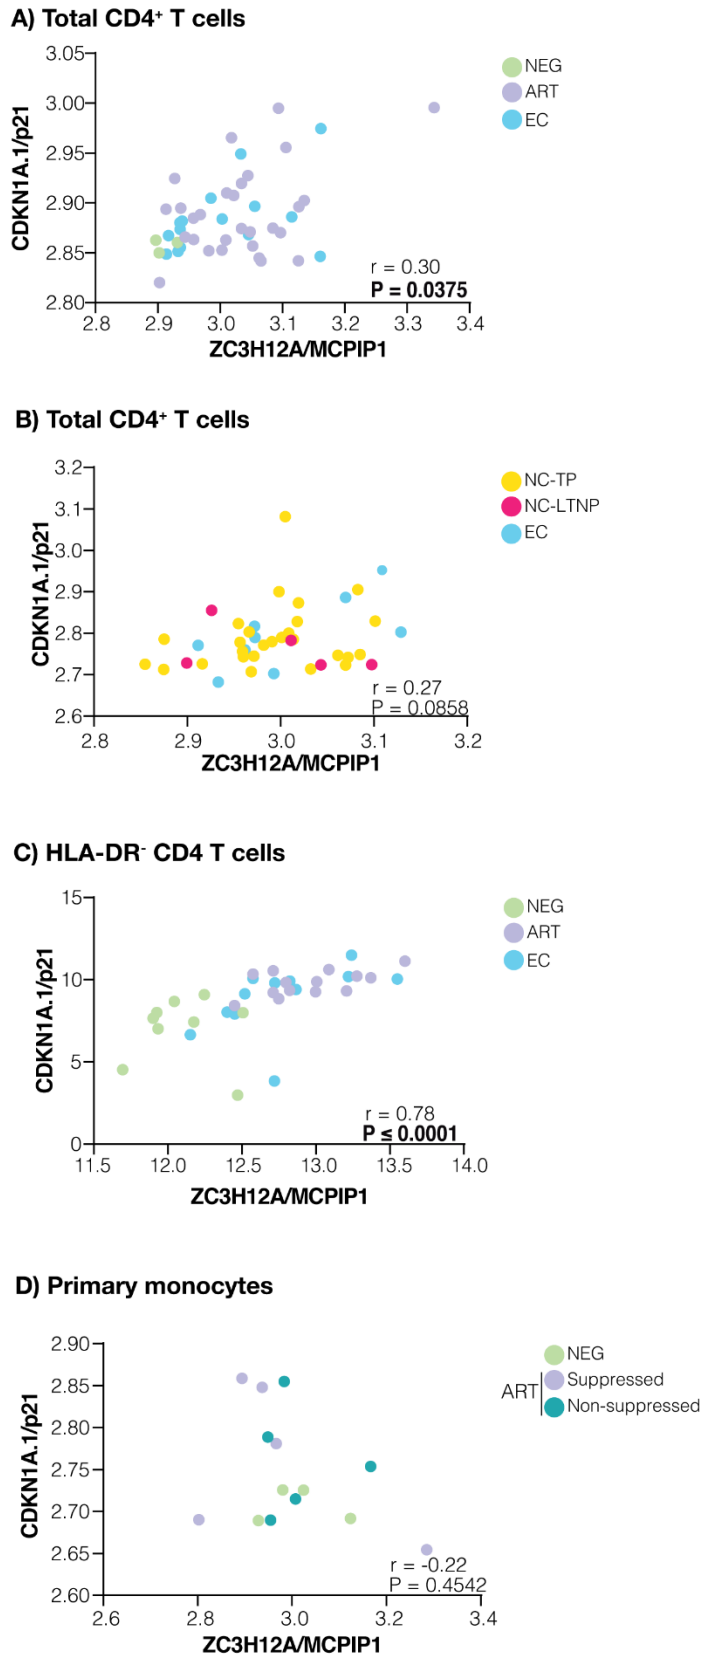 A) Total CD4⁺ T cells
3.05
3.00
2.95
2.90
2.85
2.80
CDKN1A.1/p21
2.8 2.9 3.0 3.1 3.2 3.3 3.4
ZC3H12A/MCPIP1
NEG
ART
EC
r = 0.30
P = 0.0375
B) Total CD4⁺ T cells
3.2
3.1
3.0
2.9
2.8
2.7
2.6
CDKN1A.1/p21
2.8 2.9 3.0 3.1 3.2
ZC3H12A/MCPIP1
NC-TP
NC-LTNP
EC
r = 0.27
P = 0.0858
C) HLA-DR⁻ CD4 T cells
15
10
5
0
CDKN1A.1/p21
11.5 12.0 12.5 13.0 13.5 14.0
ZC3H12A/MCPIP1
NEG
ART
EC
r = 0.78
P ≤ 0.0001
D) Primary monocytes
2.90
2.85
2.80
2.75
2.70
2.65
2.60
CDKN1A.1/p21
2.6 2.8 3.0 3.2 3.4
ZC3H12A/MCPIP1
NEG
ART
Suppressed
Non-suppressed
r = -0.22
P = 0.4542